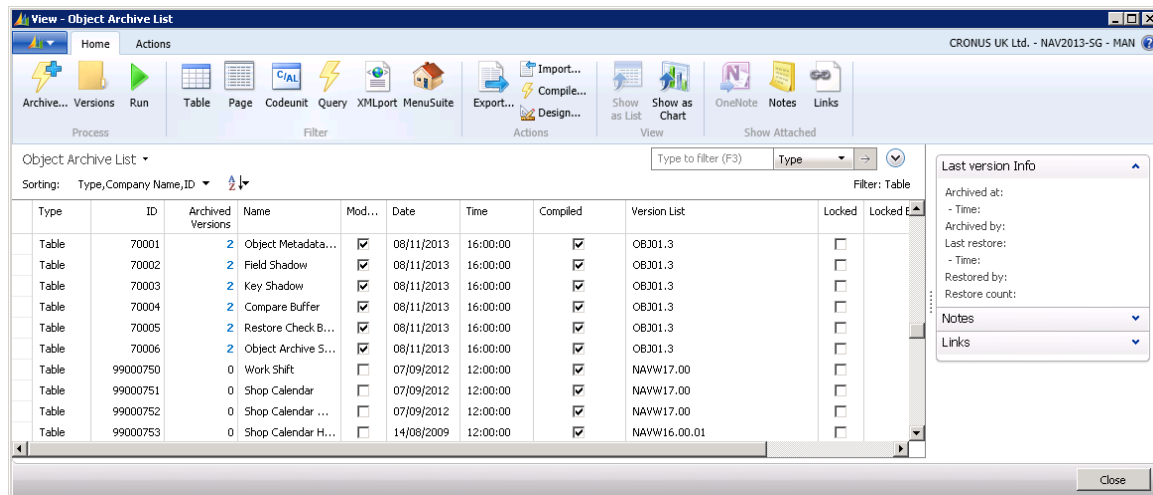 View - Object Archive List
Home Actions
CRONUS UK Ltd. - NAV2013-SG - MAN
Archive... Versions Run
Table Page Codeunit Query XMLport MenuSuite
C/AL
Export...
Import...
Compile...
Design...
Show as List
Show as Chart
OneNote Notes Links
Process
Filter
Actions
View
Show Attached
Object Archive List
Type to filter (F3) Type
Sorting: Type,Company Name,ID
Filter: Table
Type ID Archived Versions Name Mod... Date Time Compiled Version List Locked Locked
Table 70001 2 Object Metadata... 08/11/2013 16:00:00 OBJ01.3
Table 70002 2 Field Shadow 08/11/2013 16:00:00 OBJ01.3
Table 70003 2 Key Shadow 08/11/2013 16:00:00 OBJ01.3
Table 70004 2 Compare Buffer 08/11/2013 16:00:00 OBJ01.3
Table 70005 2 Restore Check B... 08/11/2013 16:00:00 OBJ01.3
Table 70006 2 Object Archive S... 08/11/2013 16:00:00 OBJ01.3
Table 99000750 0 Work Shift 07/09/2012 12:00:00 NAVW17.00
Table 99000751 0 Shop Calendar 07/09/2012 12:00:00 NAVW17.00
Table 99000752 0 Shop Calendar ... 07/09/2012 12:00:00 NAVW17.00
Table 99000753 0 Shop Calendar H... 14/08/2009 12:00:00 NAVW16.00.01
Last version Info
Archived at:
- Time:
Archived by:
Last restore:
- Time:
Restored by:
Restore count:
Notes
Links
Close